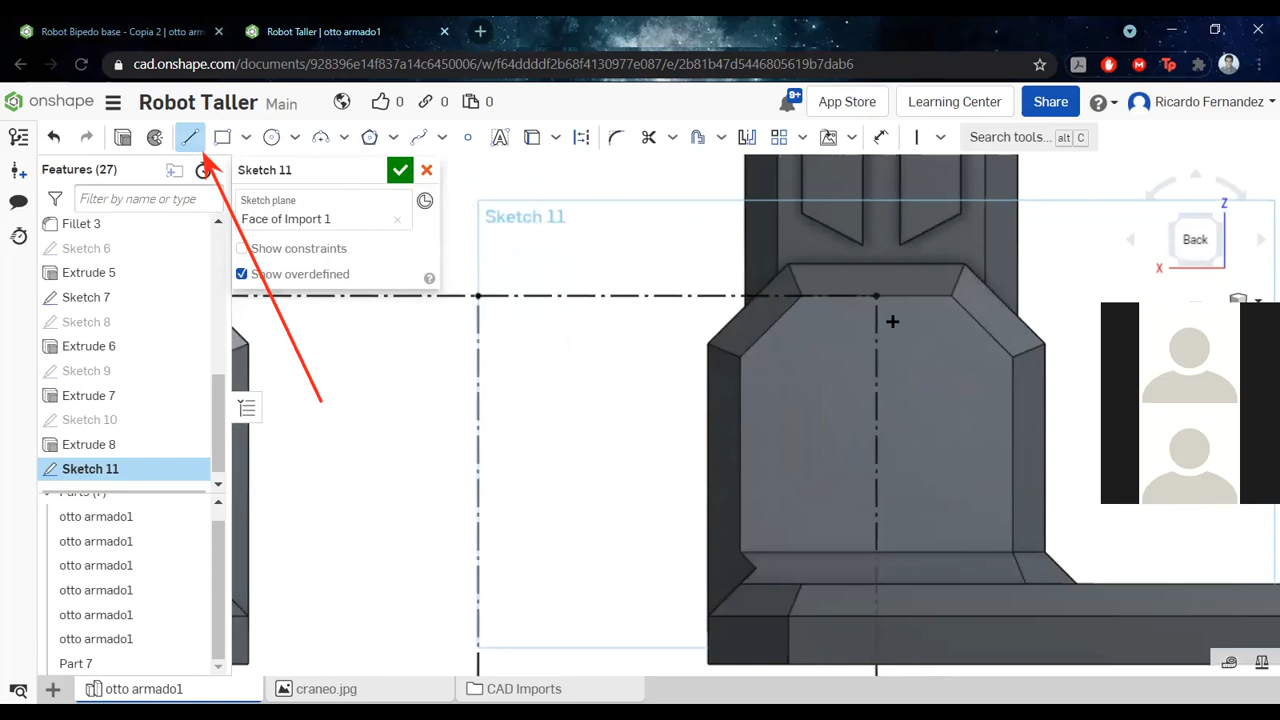 Robot Bipedo base - Copia 2 | otto arm
Robot Taller | otto armado1
cad.onshape.com/documents/928396e14f837a14c6450006/w/f64ddddf2b68f4130977e087/e/2b81b47d5446805619b7dab6
onshape
Robot Taller Main
0
0
0
9+
App Store
Learning Center
Share
Ricardo Fernandez
Search tools... alt C
Features (27)
Filter by name or type
Fillet 3
Sketch 6
Extrude 5
Sketch 7
Sketch 8
Extrude 6
Sketch 9
Extrude 7
Sketch 10
Extrude 8
Sketch 11
Parts (7)
otto armado1
otto armado1
otto armado1
otto armado1
otto armado1
otto armado1
Part 7
Sketch 11
Sketch plane
Face of Import 1
Show constraints
Show overdefined
Sketch 11
Z
Back
X
otto armado1
craneo.jpg
CAD Imports